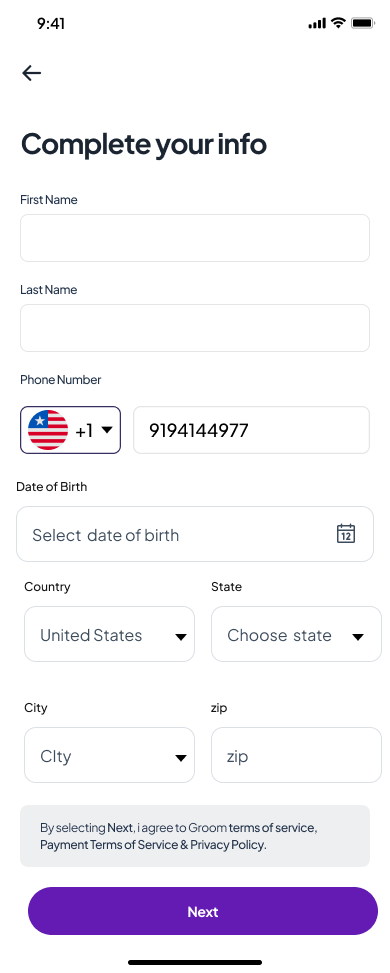 9:41
Complete your info
First Name
Last Name
Phone Number
+1 9194144977
Date of Birth
Select date of birth 12
Country State
United States Choose state
City zip
CIty zip
By selecting Next, i agree to Groom terms of service,
Payment Terms of Service & Privacy Policy.
Next